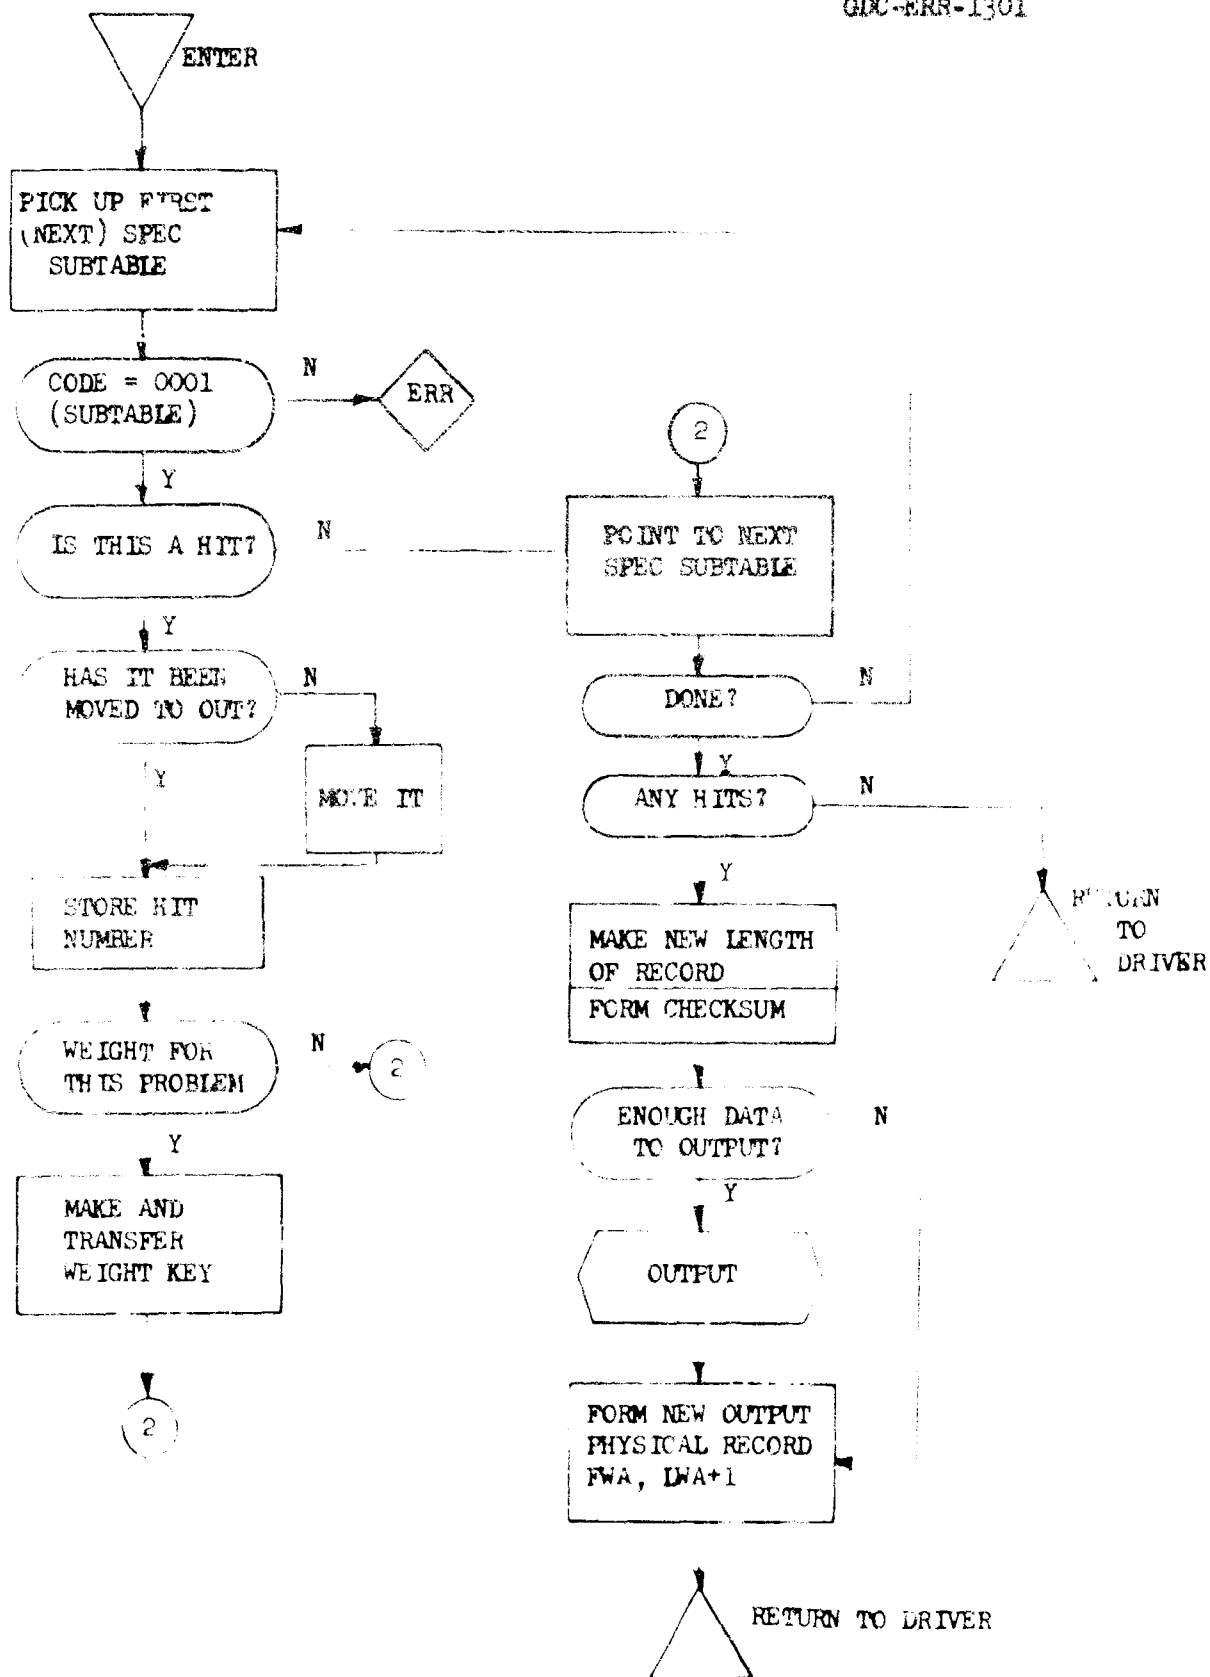 GDC-ERR-1301
ENTER
PICK UP FIRST
(NEXT) SPEC
SUBTABLE
CODE = 0001
(SUBTABLE)
N
ERR
Y
IS THIS A HIT?
N
Y
HAS IT BEEN
MOVED TO OUT?
N
Y
MOVE IT
STORE HIT
NUMBER
WEIGHT FOR
THIS PROBLEM
N
2
Y
MAKE AND
TRANSFER
WEIGHT KEY
2
2
POINT TO NEXT
SPEC SUBTABLE
DONE?
N
Y
ANY HITS?
N
Y
RETURN
TO
DRIVER
MAKE NEW LENGTH
OF RECORD
FORM CHECKSUM
ENOUGH DATA
TO OUTPUT?
N
Y
OUTPUT
FORM NEW OUTPUT
PHYSICAL RECORD
FWA, LWA+1
RETURN TO DRIVER